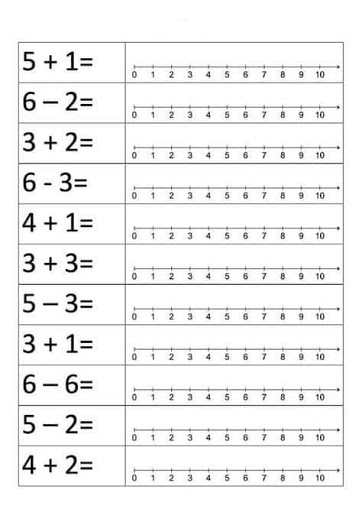 5 + 1= 0 1 2 3 4 5 6 7 8 9 10
6 – 2= 0 1 2 3 4 5 6 7 8 9 10
3 + 2= 0 1 2 3 4 5 6 7 8 9 10
6 - 3= 0 1 2 3 4 5 6 7 8 9 10
4 + 1= 0 1 2 3 4 5 6 7 8 9 10
3 + 3= 0 1 2 3 4 5 6 7 8 9 10
5 – 3= 0 1 2 3 4 5 6 7 8 9 10
3 + 1= 0 1 2 3 4 5 6 7 8 9 10
6 – 6= 0 1 2 3 4 5 6 7 8 9 10
5 – 2= 0 1 2 3 4 5 6 7 8 9 10
4 + 2= 0 1 2 3 4 5 6 7 8 9 10